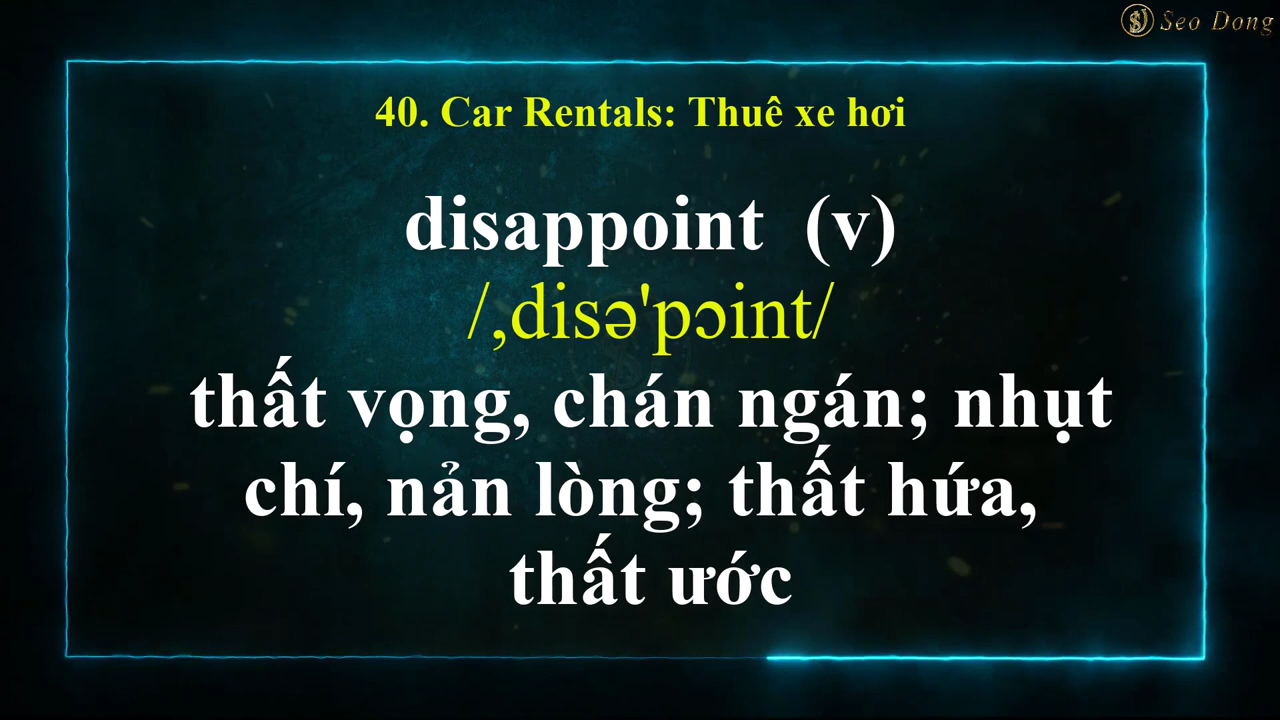 Seo Dong
40. Car Rentals: Thuê xe hơi
disappoint (v)
/,disə'pɔint/
thất vọng, chán ngán; nhụt
chí, nản lòng; thất hứa,
thất ước